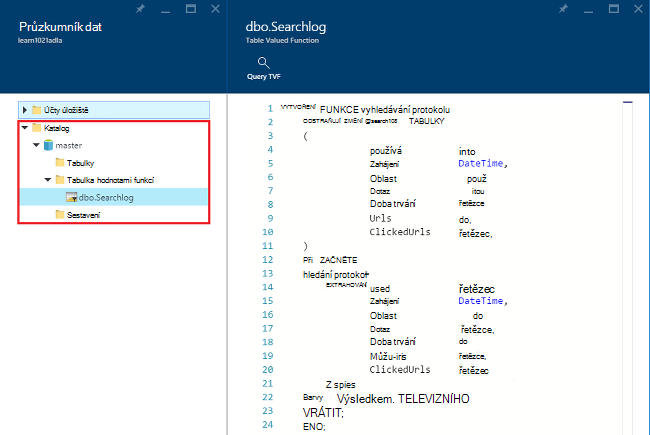 Průzkumník dat
learn1021adla
Účty úložiště
Katalog
master
Tabulky
Tabulka hodnotami funkcí
dbo.Searchlog
Sestavení
dbo.Searchlog
Table Valued Function
Query TVF
1 VYTVOŘENÍ FUNKCE vyhledávání protokolu
2 ODSTRAŇUJÍ ZMĚNÍ @search108 TABULKY
3 (
4 používá into
5 Zahájení DateTime,
6 Oblast použ
7 Dotaz itou
8 Doba trvání řetězce
9 Urls do,
10 ClickedUrls řetězec,
11 )
12 Při ZAČNĚTE
13 hledání protokol
14 EXTRAHOVÁNÍ used řetězec
15 Zahájení DateTime,
16 Oblast do
17 Dotaz řetězce,
18 Doba trvání do
19 Můžu-iris řetězce,
20 ClickedUrls řetězec
21 Z spies
22 Barvy Výsledkem. TELEVIZNÍHO
23 VRÁTIT;
24 ENO;